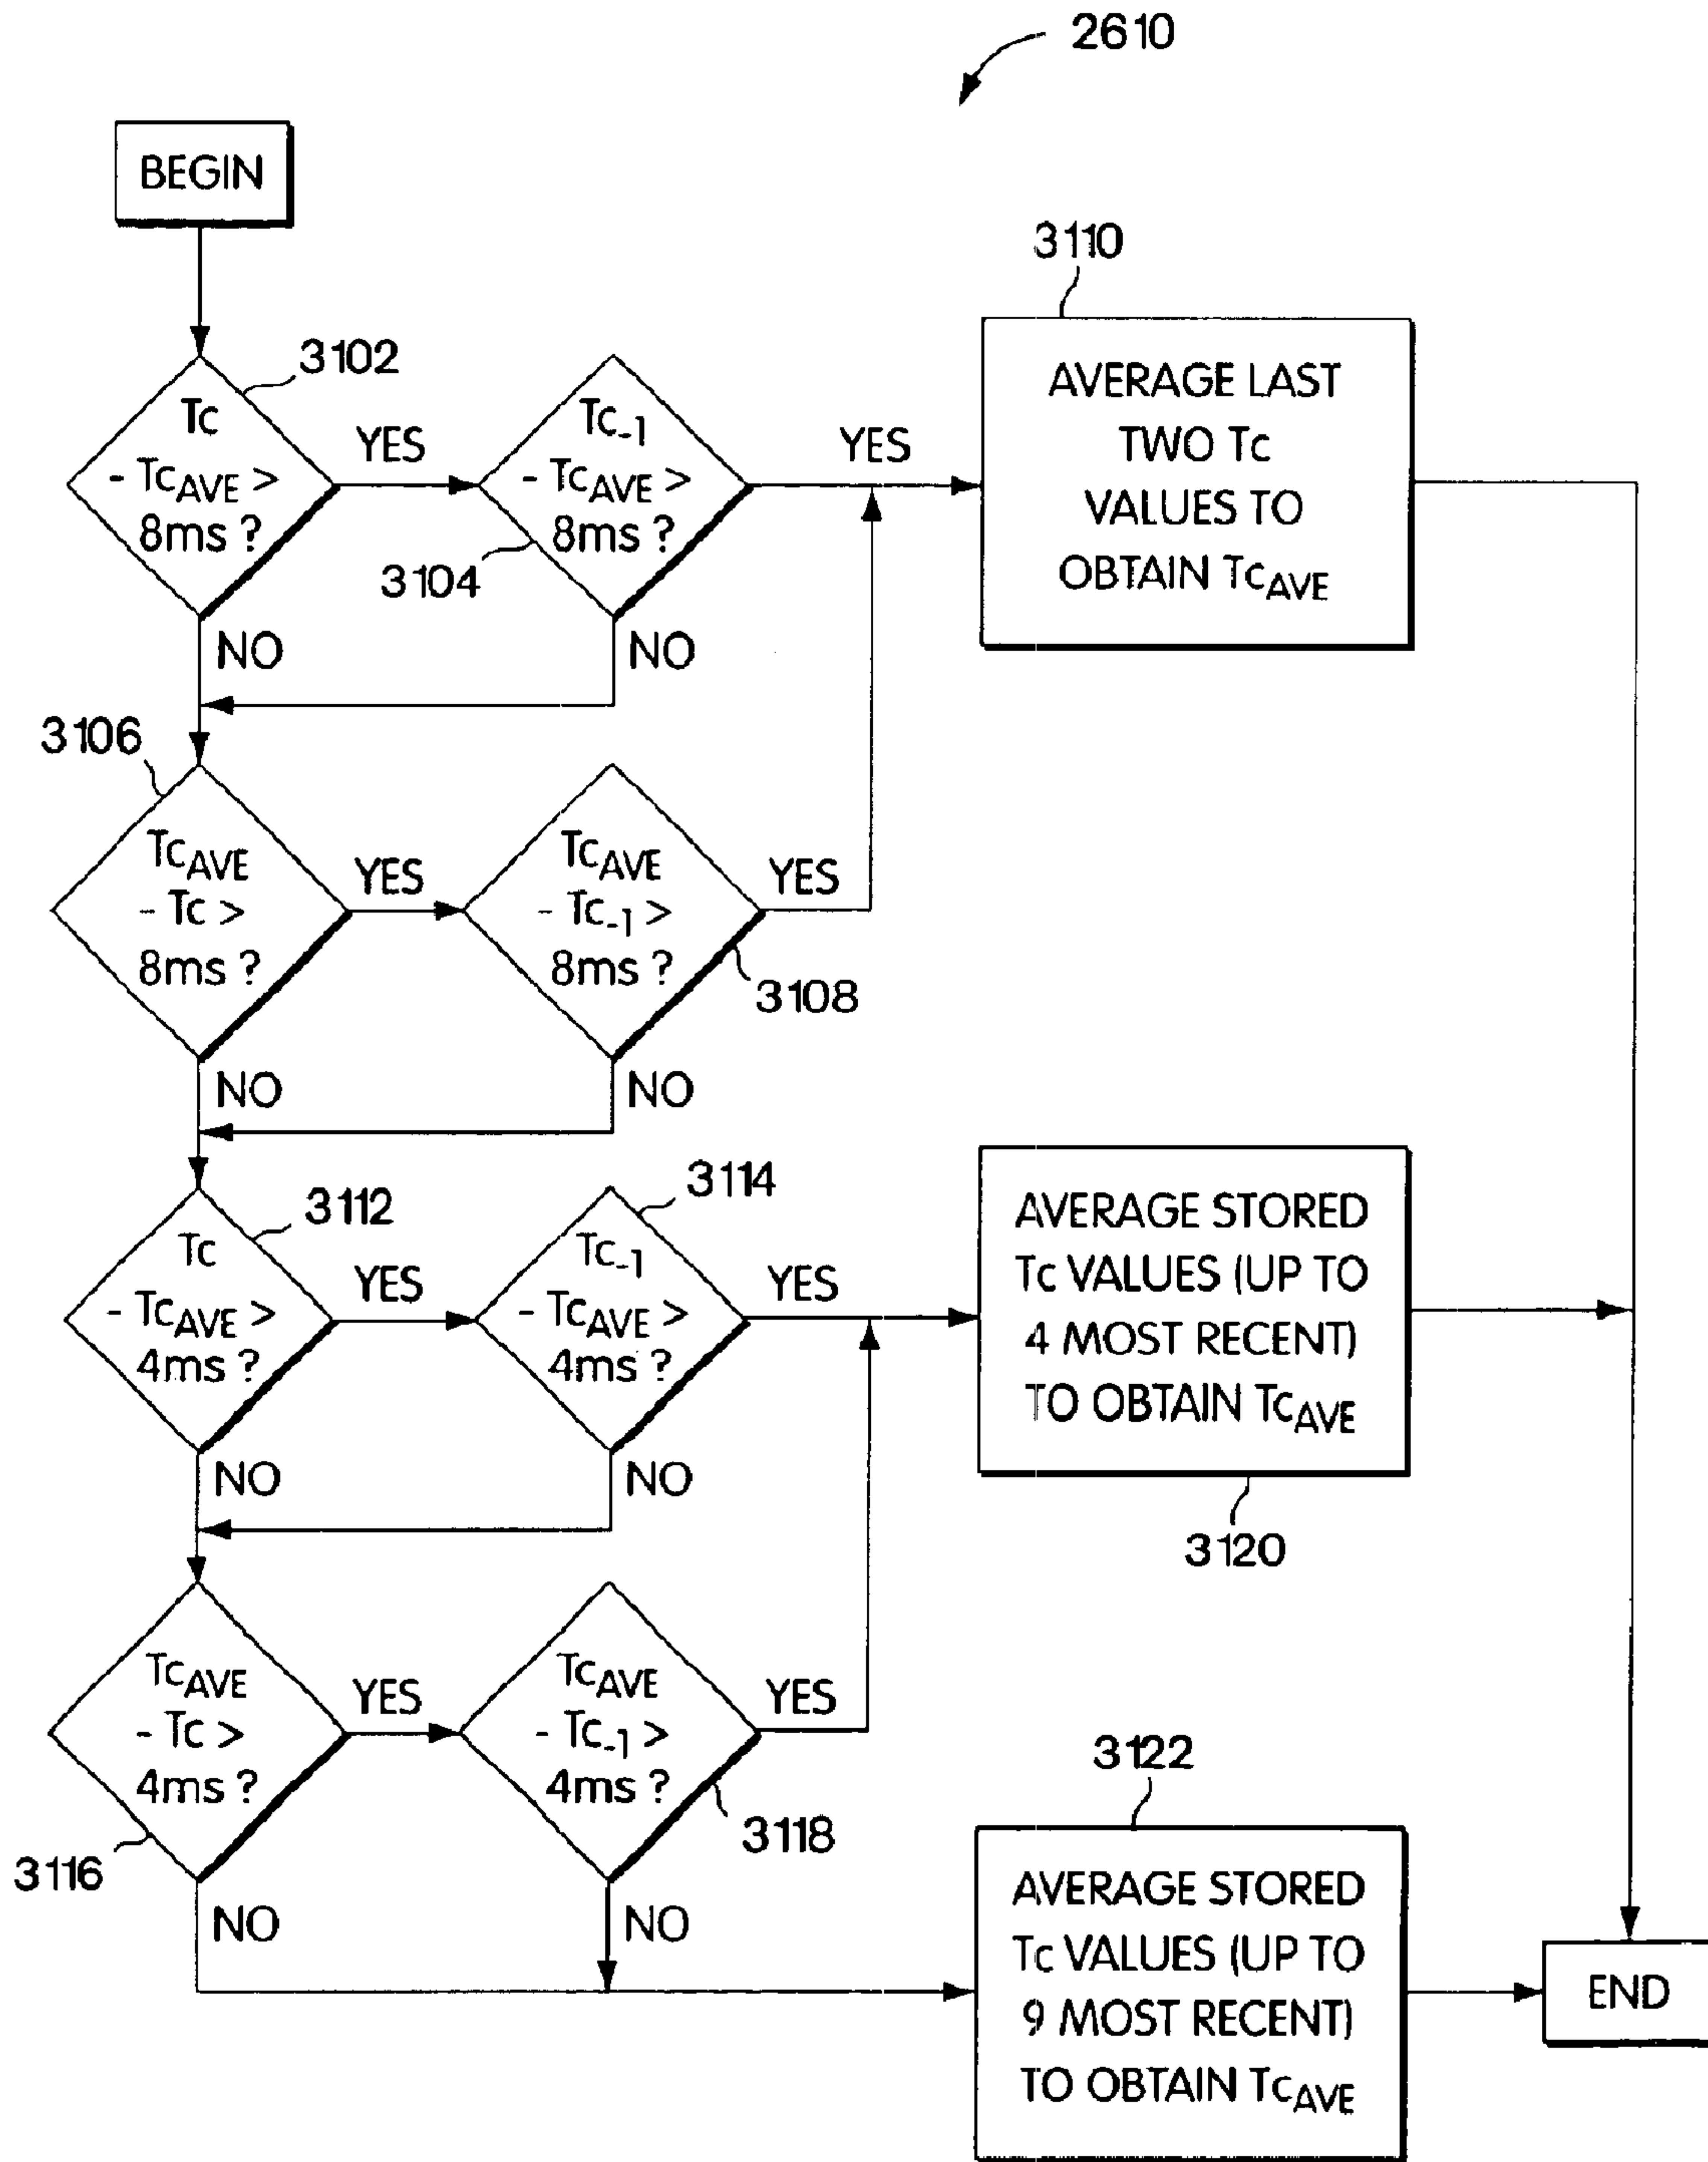 2610
BEGIN
3110
3102
Tc
- TcAVE >
8ms ?
YES
Tc-1
- TcAVE >
8ms ?
3104
YES
AVERAGE LAST
TWO Tc
VALUES TO
OBTAIN TcAVE
NO
NO
3106
TcAVE
- Tc >
8ms ?
YES
TcAVE
- Tc-1 >
8ms ?
YES
3108
NO
NO
3112
3114
Tc
- TcAVE >
4ms ?
YES
Tc-1
- TcAVE >
4ms ?
YES
AVERAGE STORED
Tc VALUES (UP TO
4 MOST RECENT)
TO OBTAIN TcAVE
3120
NO
NO
TcAVE
- Tc >
4ms ?
3116
YES
TcAVE
- Tc-1 >
4ms ?
YES
3118
NO
NO
3122
AVERAGE STORED
Tc VALUES (UP TO
9 MOST RECENT)
TO OBTAIN TcAVE
END